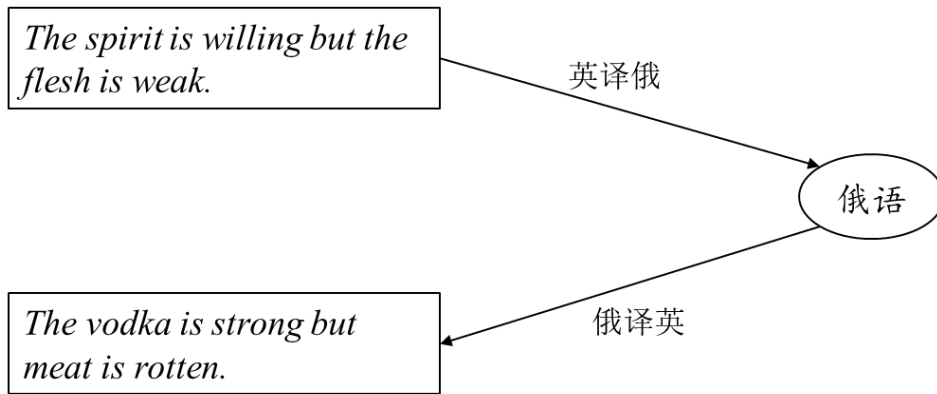 The spirit is willing but the
flesh is weak.
英译俄
俄语
The vodka is strong but
meat is rotten.
俄译英